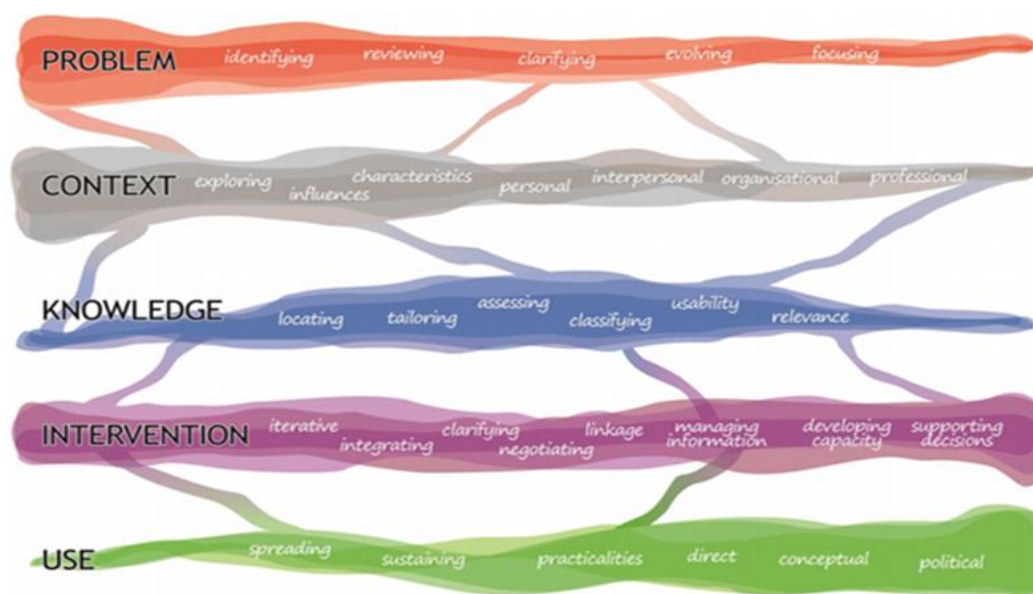 PROBLEM
identifying
reviewing
clarifying
evolving
focusing
CONTEXT
exploring
influences
characteristics
personal
interpersonal
organisational
professional
KNOWLEDGE
locating
tailoring
assessing
classifying
usability
relevance
INTERVENTION
iterative
integrating
clarifying
negotiating
linkage
managing
information
developing
capacity
supporting
decisions
USE
spreading
sustaining
practicalities
direct
conceptual
political